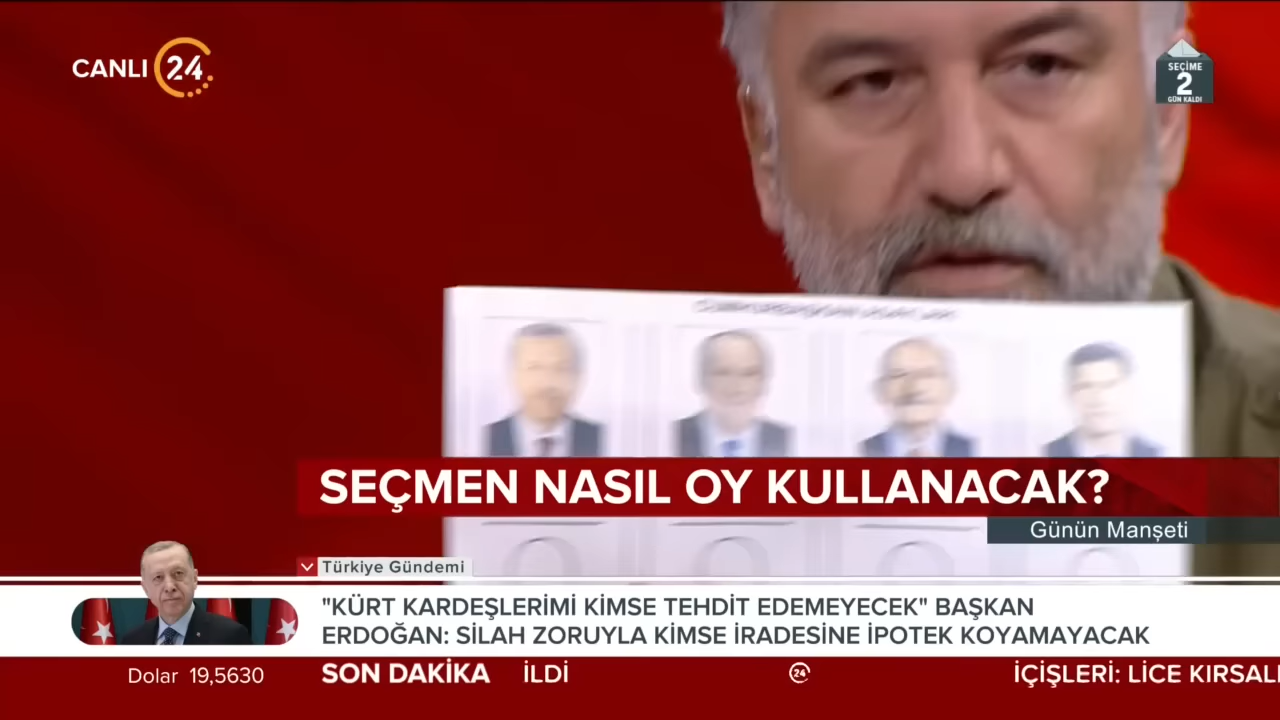 CANLI 24
SEÇİME
2
GÜN KALDI
SEÇMEN NASIL OY KULLANACAK?
Günün Manşeti
Türkiye Gündemi
"KÜRT KARDEŞLERİMİ KİMSE TEHDİT EDEMEYECEK" BAŞKAN
ERDOĞAN: SİLAH ZORUYLA KİMSE İRADESİNE İPOTEK KOYAMAYACAK
Dolar 19,5630
SON DAKİKA
İLDİ
24
İÇİŞLERİ: LİCE KIRSALI